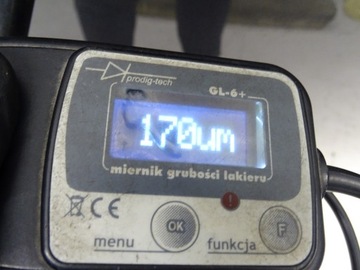 prodig-tech
GL-6+
170um
miernik grubości lakieru
CE
OK
F
menu funkcja